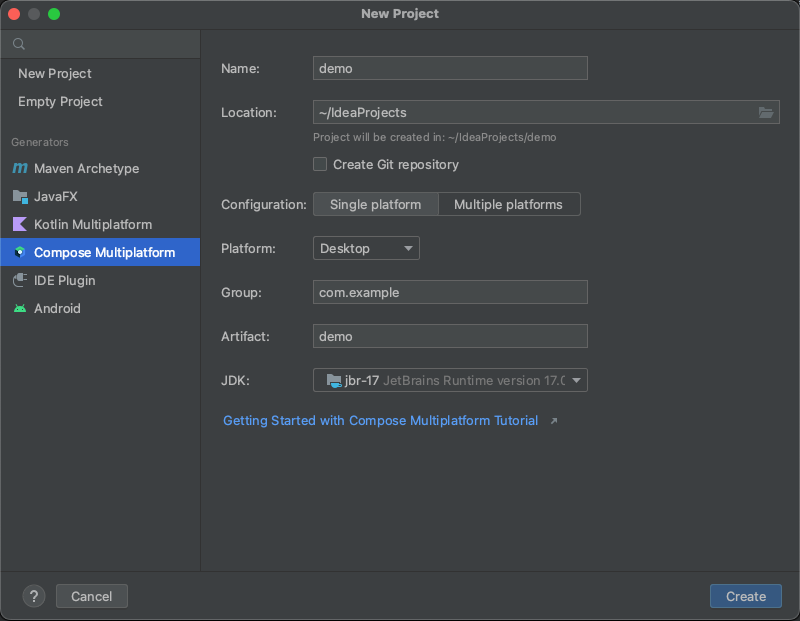 New Project
New Project
Empty Project
Generators
m Maven Archetype
JavaFX
Kotlin Multiplatform
Compose Multiplatform
IDE Plugin
Android
Name: demo
Location: ~/IdeaProjects
Project will be created in: ~/IdeaProjects/demo
Create Git repository
Configuration: Single platform Multiple platforms
Platform: Desktop
Group: com.example
Artifact: demo
JDK: jbr-17 JetBrains Runtime version 17.0
Getting Started with Compose Multiplatform Tutorial ↗
? Cancel Create